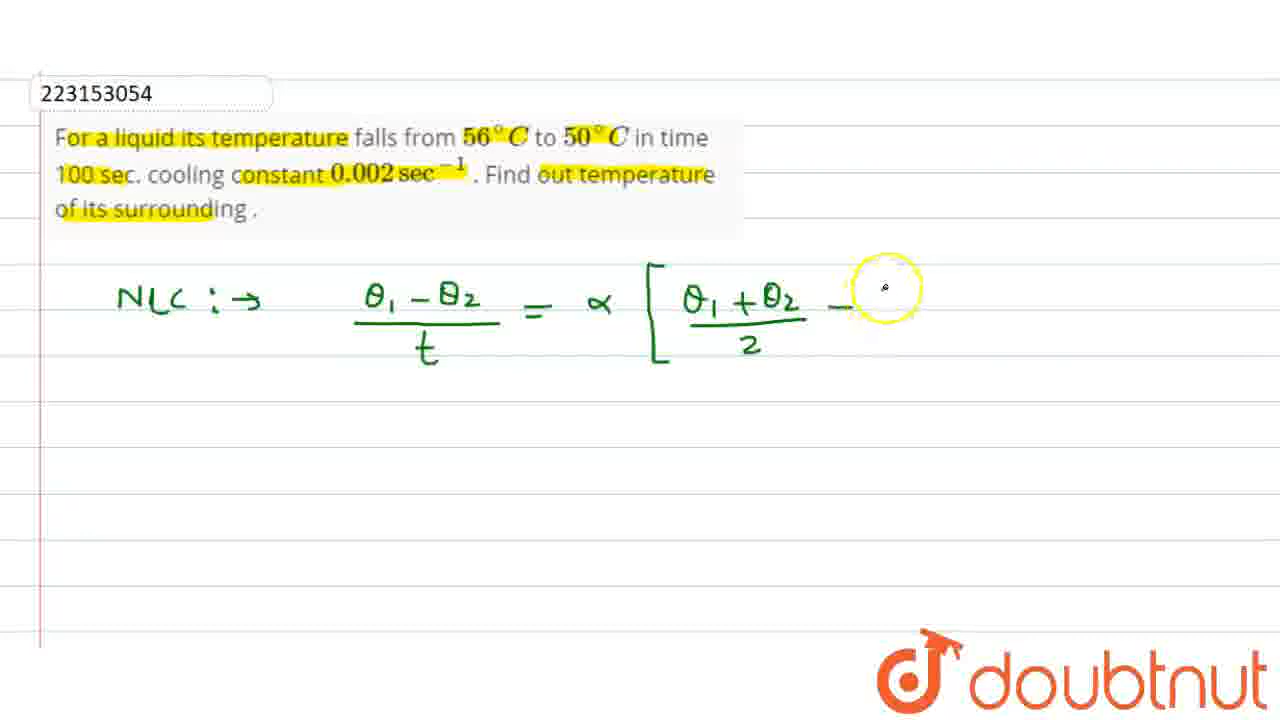 223153054
For a liquid its temperature falls from 56°C to 50°C in time
100 sec. cooling constant 0.002 sec⁻¹ . Find out temperature
of its surrounding .
NLC :→ (θ₁ − θ₂)/t = α [ (θ₁ + θ₂)/2 −
doubtnut